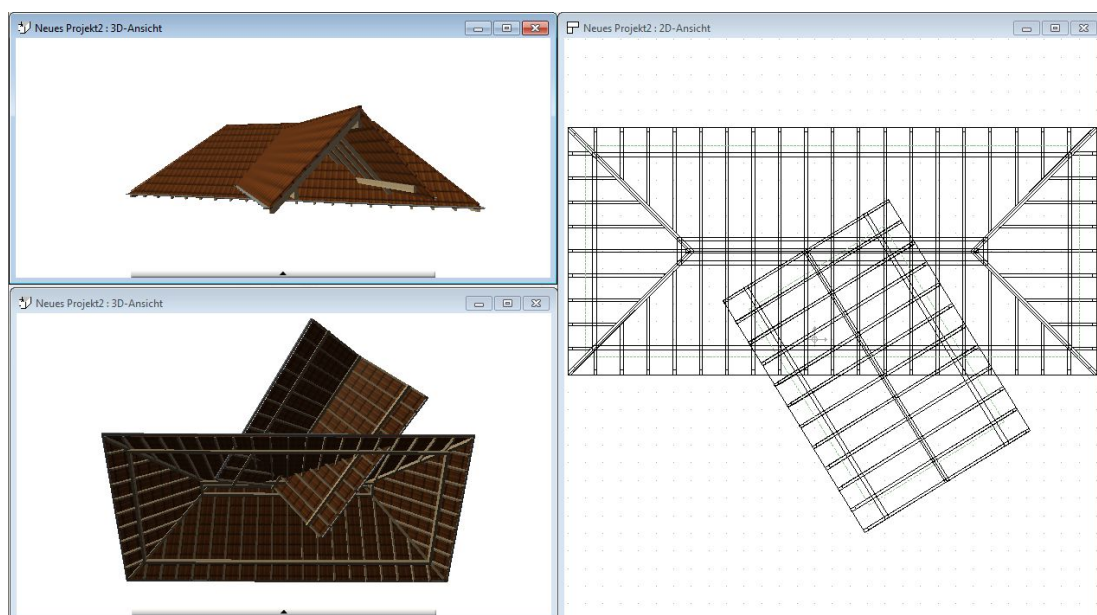 Neues Projekt2 : 3D-Ansicht
Neues Projekt2 : 2D-Ansicht
Neues Projekt2 : 3D-Ansicht